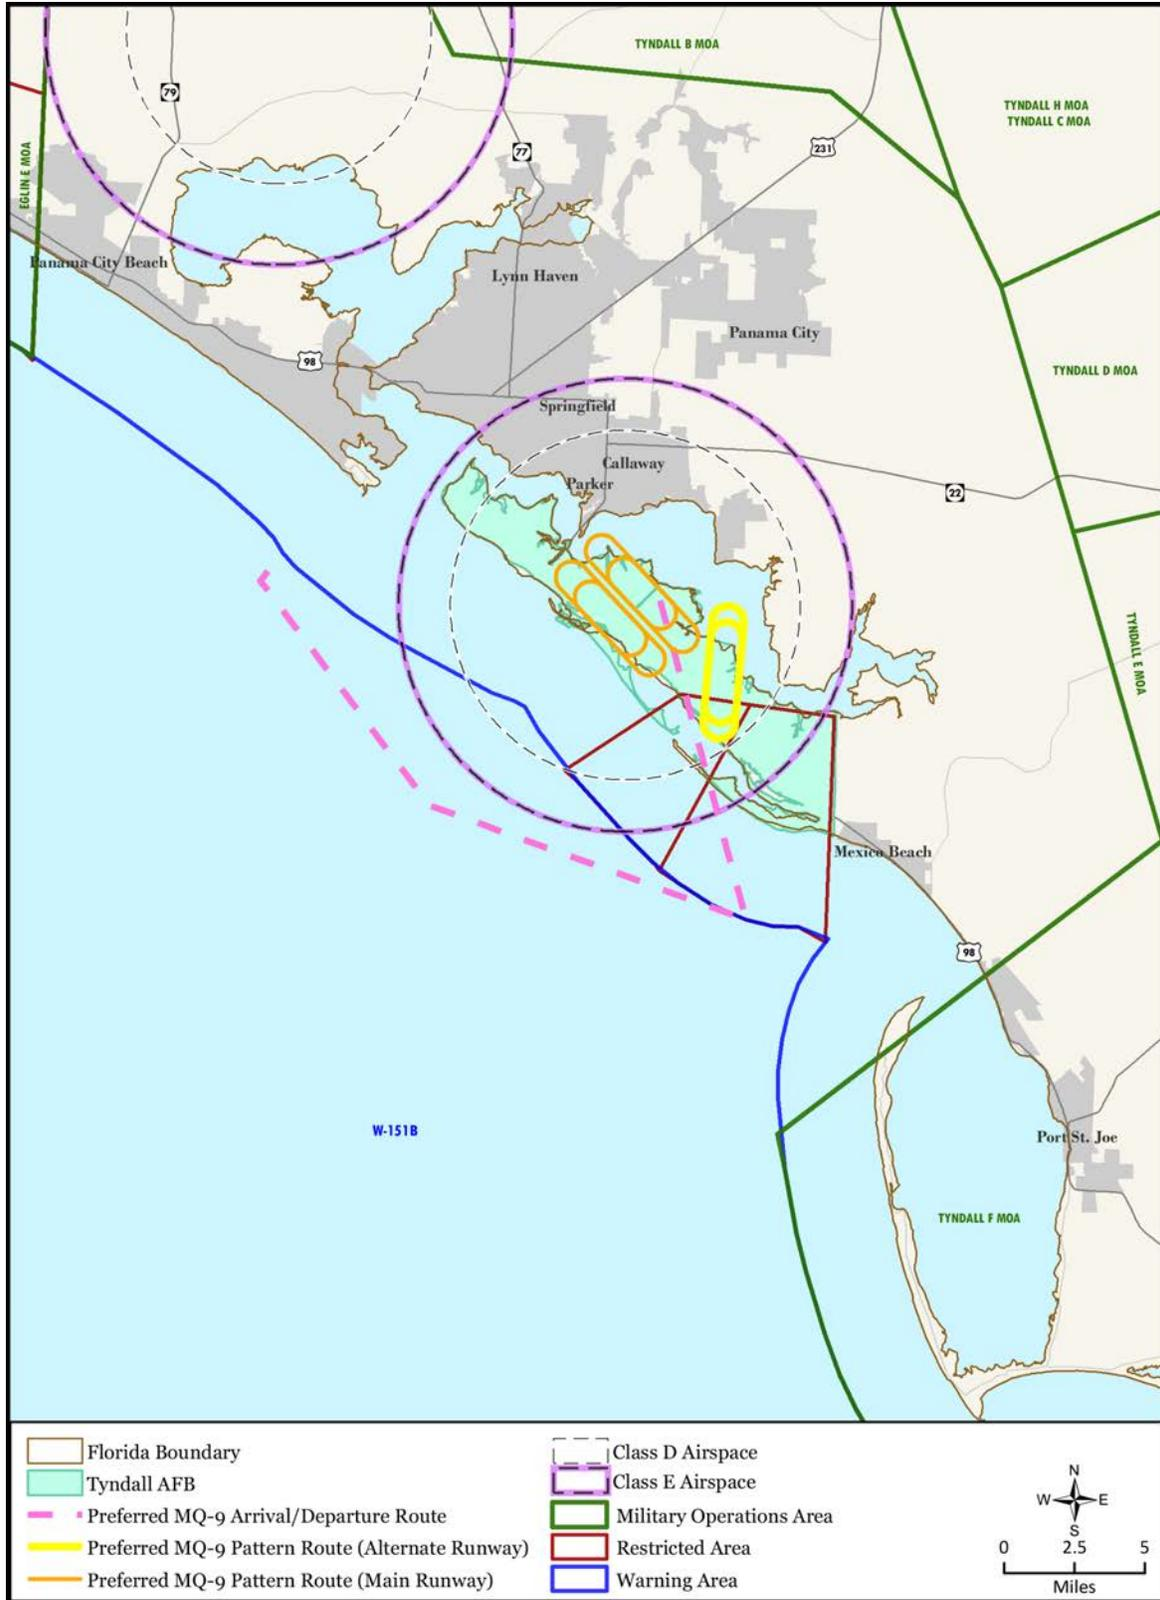 TYNDALL B MOA
79
TYNDALL H MOA
TYNDALL C MOA
77
231
EGLIN E MOA
Panama City Beach
Lynn Haven
Panama City
98
TYNDALL D MOA
Springfield
Callaway
Parker
22
TYNDALL E MOA
Mexico Beach
98
W-151B
Port St. Joe
TYNDALL F MOA
Florida Boundary
Tyndall AFB
Preferred MQ-9 Arrival/Departure Route
Preferred MQ-9 Pattern Route (Alternate Runway)
Preferred MQ-9 Pattern Route (Main Runway)
Class D Airspace
Class E Airspace
Military Operations Area
Restricted Area
Warning Area
N
W E
S
0 2.5 5
Miles